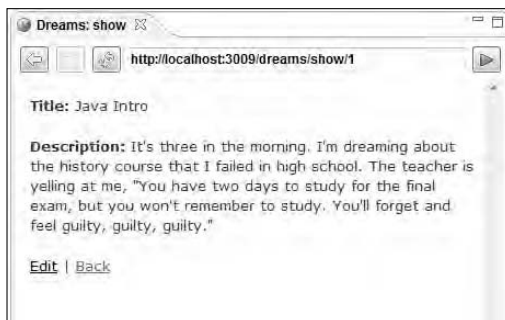 Dreams: show
http://localhost:3009/dreams/show/1
Title: Java Intro
Description: It's three in the morning. I'm dreaming about
the history course that I failed in high school. The teacher is
yelling at me, "You have two days to study for the final
exam, but you won't remember to study. You'll forget and
feel guilty, guilty, guilty."
Edit | Back